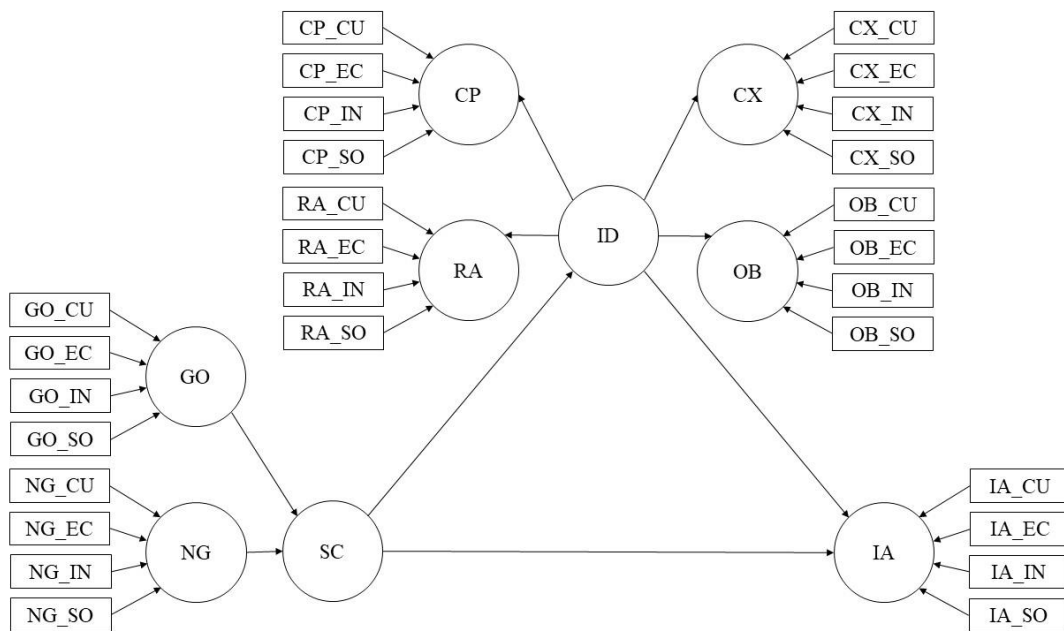 CP_CU
CP_EC
CP_IN
CP_SO
CP
CX
CX_CU
CX_EC
CX_IN
CX_SO
RA_CU
RA_EC
RA_IN
RA_SO
RA
ID
OB
OB_CU
OB_EC
OB_IN
OB_SO
GO_CU
GO_EC
GO_IN
GO_SO
GO
NG_CU
NG_EC
NG_IN
NG_SO
NG
SC
IA
IA_CU
IA_EC
IA_IN
IA_SO